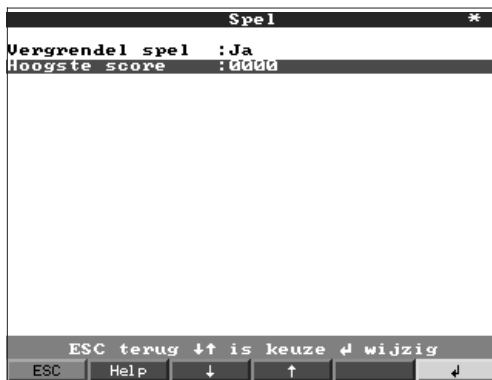 Spel *
Vergrendel spel :Ja
Hoogste score :0000
ESC terug ↓↑ is keuze ↲ wijzig
ESC Help ↓ ↑ ↲